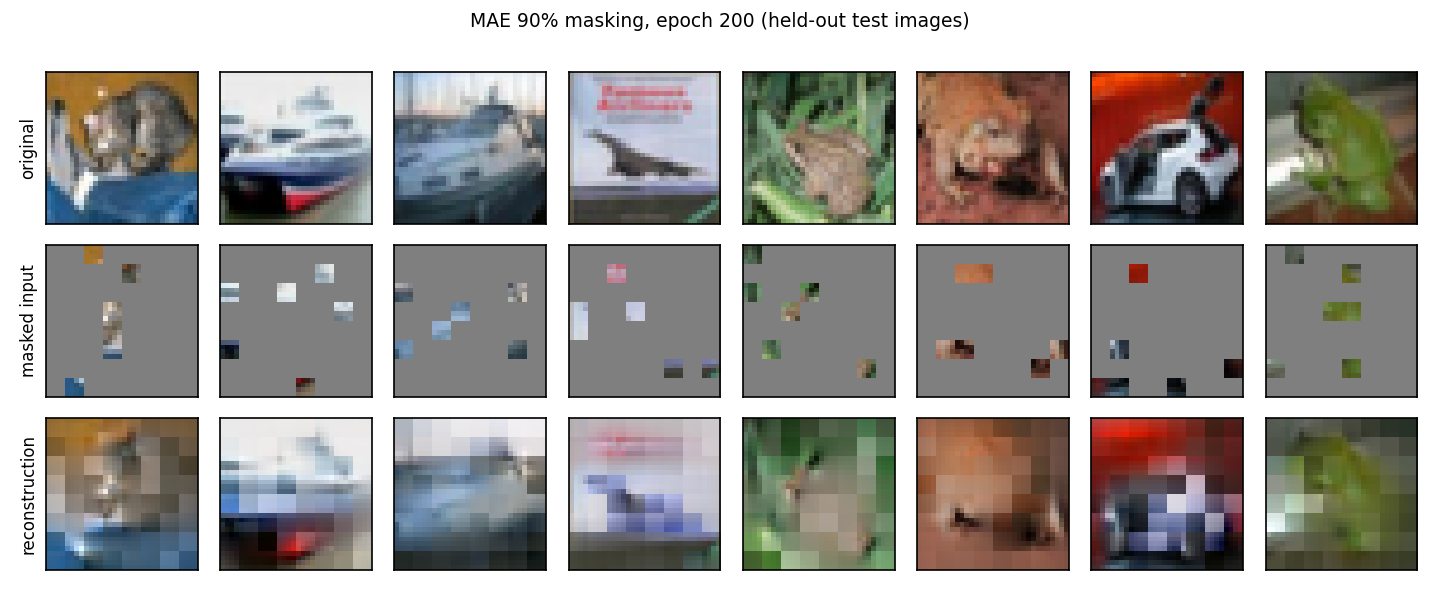 MAE 90% masking, epoch 200 (held-out test images)
original
masked input
reconstruction